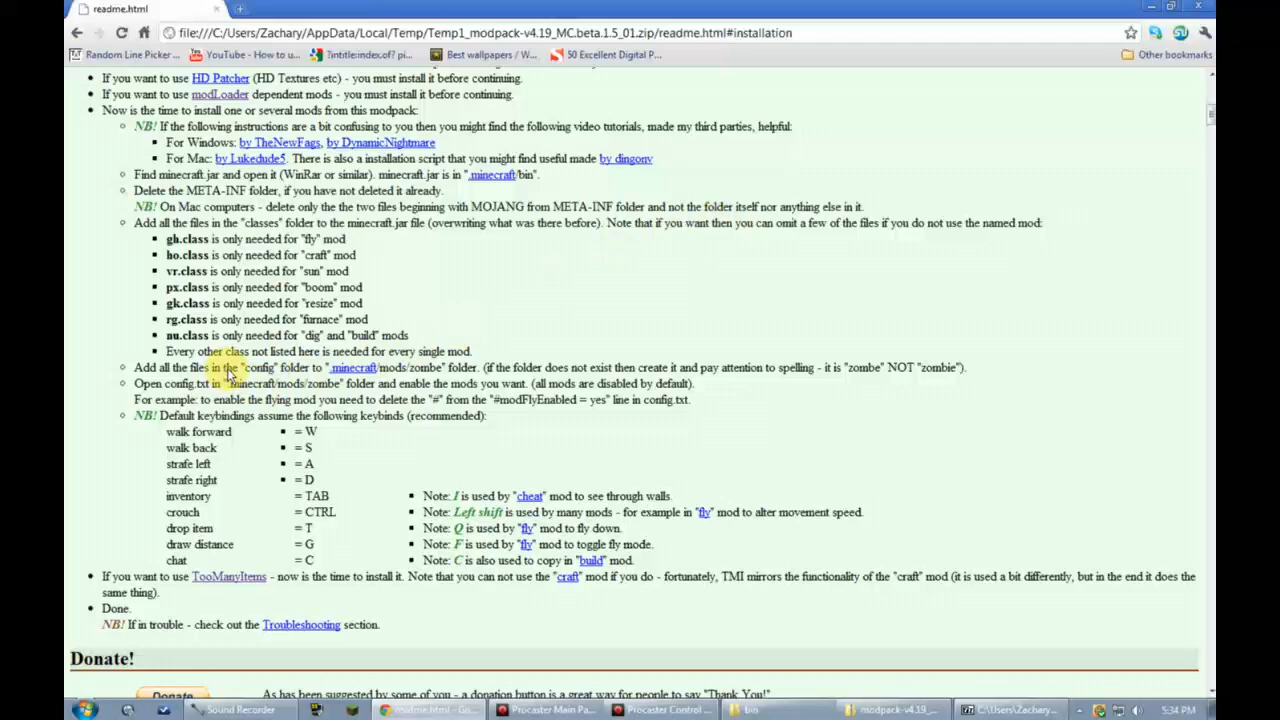 readme.html
file:///C:/Users/Zachary/AppData/Local/Temp/Temp1_modpack-v4.19_MC.beta.1.5_01.zip/readme.html#installation
Random Line Picker ... YouTube - How to u... Tintitle:index.of? mpi... Best wallpapers / W... 50 Excellent Digital P... Other bookmarks
If you want to use HD Patcher (HD Textures etc) - you must install it before continuing.
If you want to use modLoader dependent mods - you must install it before continuing.
Now is the time to install one or several mods from this modpack:
NB! If the following instructions are a bit confusing to you then you might find the following video tutorials, made my third parties, helpful:
For Windows: by TheNewFags, by DynamicNightmare
For Mac: by Lukedude5. There is also a installation script that you might find useful made by dingonv
Find minecraft.jar and open it (WinRar or similar). minecraft.jar is in ".minecraft/bin".
Delete the META-INF folder, if you have not deleted it already.
NB! On Mac computers - delete only the the two files beginning with MOJANG from META-INF folder and not the folder itself nor anything else in it.
Add all the files in the "classes" folder to the minecraft.jar file (overwriting what was there before). Note that if you want then you can omit a few of the files if you do not use the named mod:
gh.class is only needed for "fly" mod
ho.class is only needed for "craft" mod
vr.class is only needed for "sun" mod
px.class is only needed for "boom" mod
gk.class is only needed for "resize" mod
rg.class is only needed for "furnace" mod
nu.class is only needed for "dig" and "build" mods
Every other class not listed here is needed for every single mod.
Add all the files in the "config" folder to ".minecraft/mods/zombe" folder. (if the folder does not exist then create it and pay attention to spelling - it is "zombe" NOT "zombie").
Open config.txt in ".minecraft/mods/zombe" folder and enable the mods you want. (all mods are disabled by default).
For example: to enable the flying mod you need to delete the "#" from the "#modFlyEnabled = yes" line in config.txt.
NB! Default keybindings assume the following keybinds (recommended):
walk forward = W
walk back = S
strafe left = A
strafe right = D
inventory = TAB Note: I is used by "cheat" mod to see through walls.
crouch = CTRL Note: Left shift is used by many mods - for example in "fly" mod to alter movement speed.
drop item = T Note: Q is used by "fly" mod to fly down.
draw distance = G Note: F is used by "fly" mod to toggle fly mode.
chat = C Note: C is also used to copy in "build" mod.
If you want to use TooManyItems - now is the time to install it. Note that you can not use the "craft" mod if you do - fortunately, TMI mirrors the functionality of the "craft" mod (it is used a bit differently, but in the end it does the
same thing).
Done.
NB! If in trouble - check out the Troubleshooting section.
Donate!
Donate As has been suggested by some of you - a donation button is a great way for people to say "Thank You!"
Sound Recorder readme.html - Go... Procaster Main Pa... Procaster Control ... bin modpack-v4.19_... C:\Users\Zachary... 5:34 PM